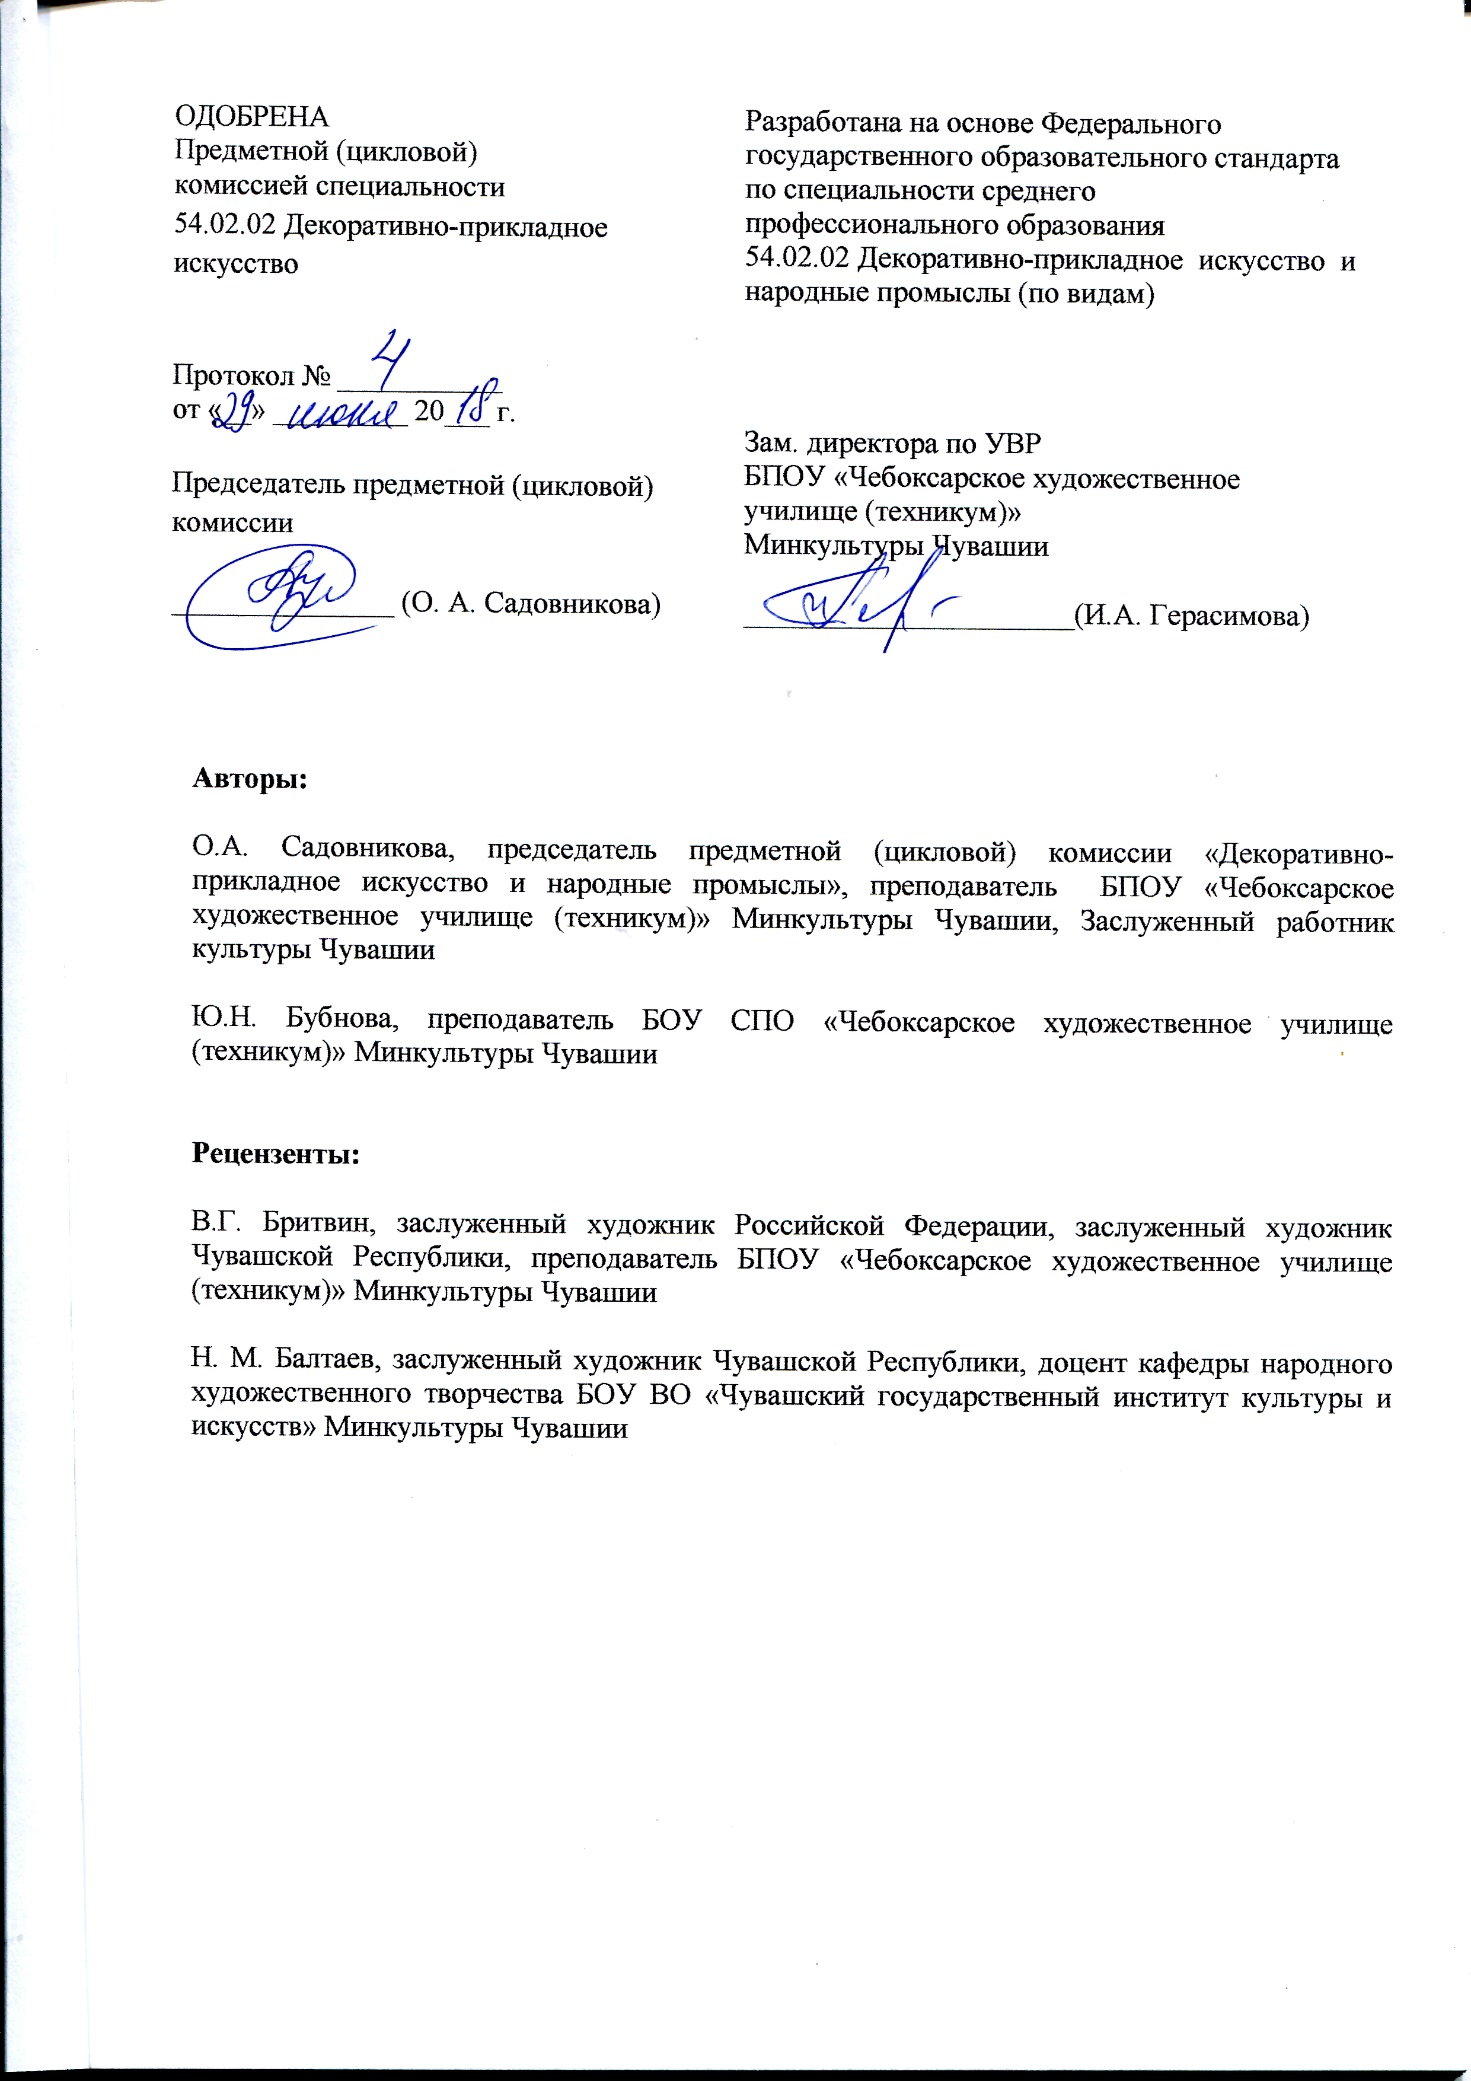 ОДОБРЕНА
Предметной (цикловой)
комиссией специальности
54.02.02 Декоративно-прикладное
искусство
Протокол № 4
от «29» июня 2018 г.
Председатель предметной (цикловой)
комиссии
(О. А. Садовникова)
Разработана на основе Федерального
государственного образовательного стандарта
по специальности среднего
профессионального образования
54.02.02 Декоративно-прикладное искусство и
народные промыслы (по видам)
Зам. директора по УВР
БПОУ «Чебоксарское художественное
училище (техникум)»
Минкультуры Чувашии
(И.А. Герасимова)
Авторы:
О.А. Садовникова, председатель предметной (цикловой) комиссии «Декоративно-
прикладное искусство и народные промыслы», преподаватель БПОУ «Чебоксарское
художественное училище (техникум)» Минкультуры Чувашии, Заслуженный работник
культуры Чувашии
Ю.Н. Бубнова, преподаватель БОУ СПО «Чебоксарское художественное училище
(техникум)» Минкультуры Чувашии
Рецензенты:
В.Г. Бритвин, заслуженный художник Российской Федерации, заслуженный художник
Чувашской Республики, преподаватель БПОУ «Чебоксарское художественное училище
(техникум)» Минкультуры Чувашии
Н. М. Балтаев, заслуженный художник Чувашской Республики, доцент кафедры народного
художественного творчества БОУ ВО «Чувашский государственный институт культуры и
искусств» Минкультуры Чувашии